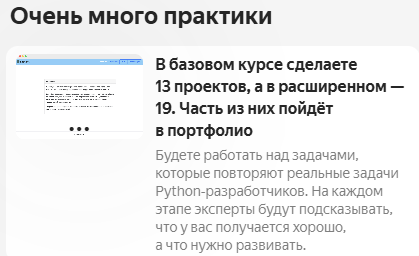 Очень много практики
В базовом курсе сделаете
13 проектов, а в расширенном —
19. Часть из них пойдёт
в портфолио
Будете работать над задачами,
которые повторяют реальные задачи
Python-разработчиков. На каждом
этапе эксперты будут подсказывать,
что у вас получается хорошо,
а что нужно развивать.